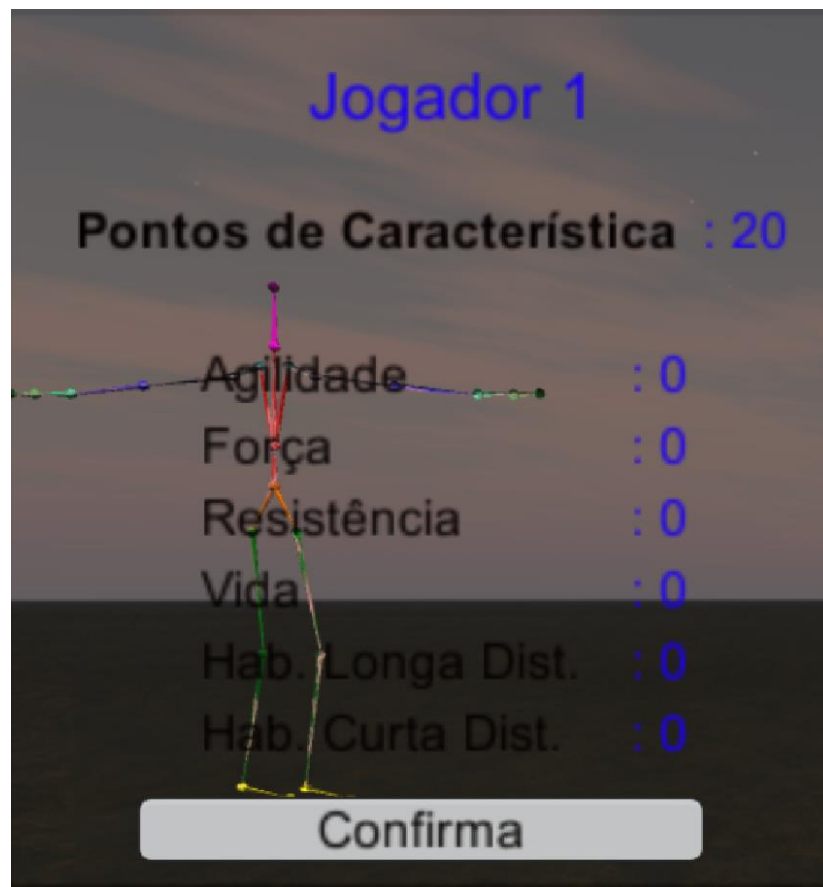 Jogador 1
Pontos de Característica : 20
Agilidade : 0
Força : 0
Resistência : 0
Vida : 0
Hab. Longa Dist. : 0
Hab. Curta Dist. : 0
Confirma